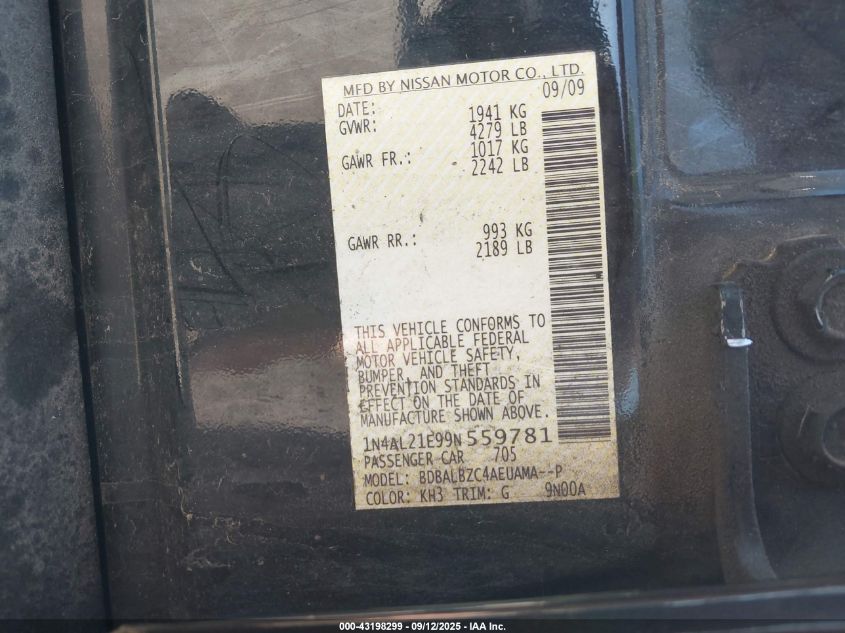 MFD BY NISSAN MOTOR CO., LTD.
DATE: 09/09
GVWR: 1941 KG
4279 LB
GAWR FR.: 1017 KG
2242 LB
GAWR RR.: 993 KG
2189 LB
THIS VEHICLE CONFORMS TO
ALL APPLICABLE FEDERAL
MOTOR VEHICLE SAFETY,
BUMPER, AND THEFT
PREVENTION STANDARDS IN
EFFECT ON THE DATE OF
MANUFACTURE SHOWN ABOVE.
1N4AL21E99N559781
PASSENGER CAR 705
MODEL: BDBALBZC4AEUAMA--P
COLOR: KH3 TRIM: G 9N00A
000-43198299 - 09/12/2025 - IAA Inc.